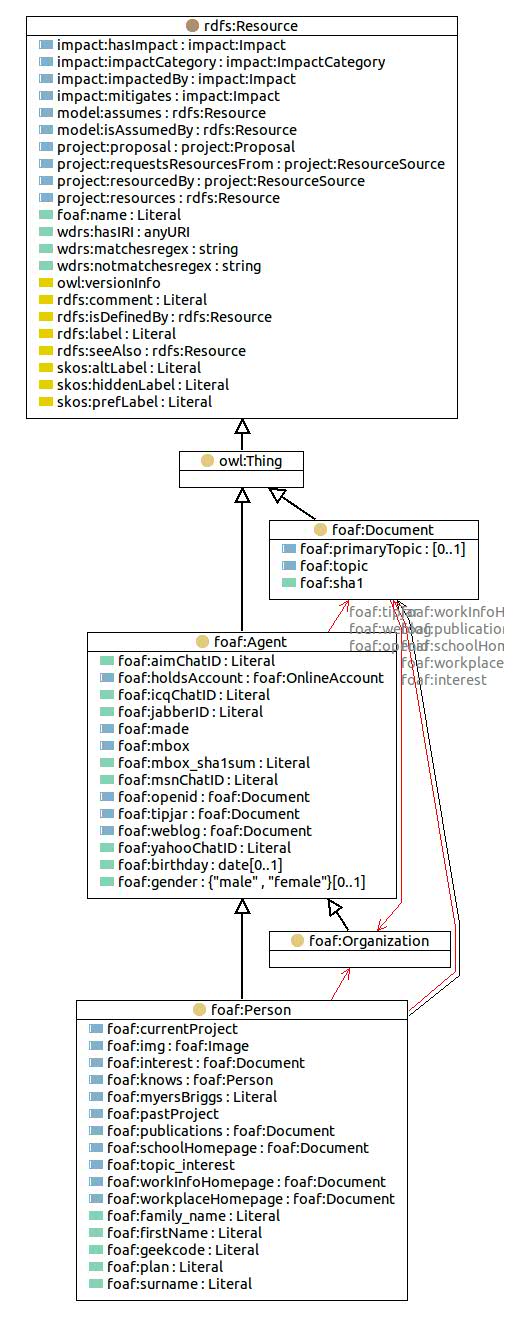 rdfs:Resource
impact:hasImpact : impact:Impact
impact:impactCategory : impact:ImpactCategory
impact:impactedBy : impact:Impact
impact:mitigates : impact:Impact
model:assumes : rdfs:Resource
model:isAssumedBy : rdfs:Resource
project:proposal : project:Proposal
project:requestsResourcesFrom : project:ResourceSource
project:resourcedBy : project:ResourceSource
project:resources : rdfs:Resource
foaf:name : Literal
wdrs:hasIRI : anyURI
wdrs:matchesregex : string
wdrs:notmatchesregex : string
owl:versionInfo
rdfs:comment : Literal
rdfs:isDefinedBy : rdfs:Resource
rdfs:label : Literal
rdfs:seeAlso : rdfs:Resource
skos:altLabel : Literal
skos:hiddenLabel : Literal
skos:prefLabel : Literal
owl:Thing
foaf:Document
foaf:primaryTopic : [0..1]
foaf:topic
foaf:sha1
foaf:workInfoH
foaf:publication
foaf:schoolHom
foaf:workplace
foaf:interest
foaf:Agent
foaf:aimChatID : Literal
foaf:holdsAccount : foaf:OnlineAccount
foaf:icqChatID : Literal
foaf:jabberID : Literal
foaf:made
foaf:mbox
foaf:mbox_sha1sum : Literal
foaf:msnChatID : Literal
foaf:openid : foaf:Document
foaf:tipjar : foaf:Document
foaf:weblog : foaf:Document
foaf:yahooChatID : Literal
foaf:birthday : date[0..1]
foaf:gender : {"male" , "female"}[0..1]
foaf:Organization
foaf:Person
foaf:currentProject
foaf:img : foaf:Image
foaf:interest : foaf:Document
foaf:knows : foaf:Person
foaf:myersBriggs : Literal
foaf:pastProject
foaf:publications : foaf:Document
foaf:schoolHomepage : foaf:Document
foaf:topic_interest
foaf:workInfoHomepage : foaf:Document
foaf:workplaceHomepage : foaf:Document
foaf:family_name : Literal
foaf:firstName : Literal
foaf:geekcode : Literal
foaf:plan : Literal
foaf:surname : Literal